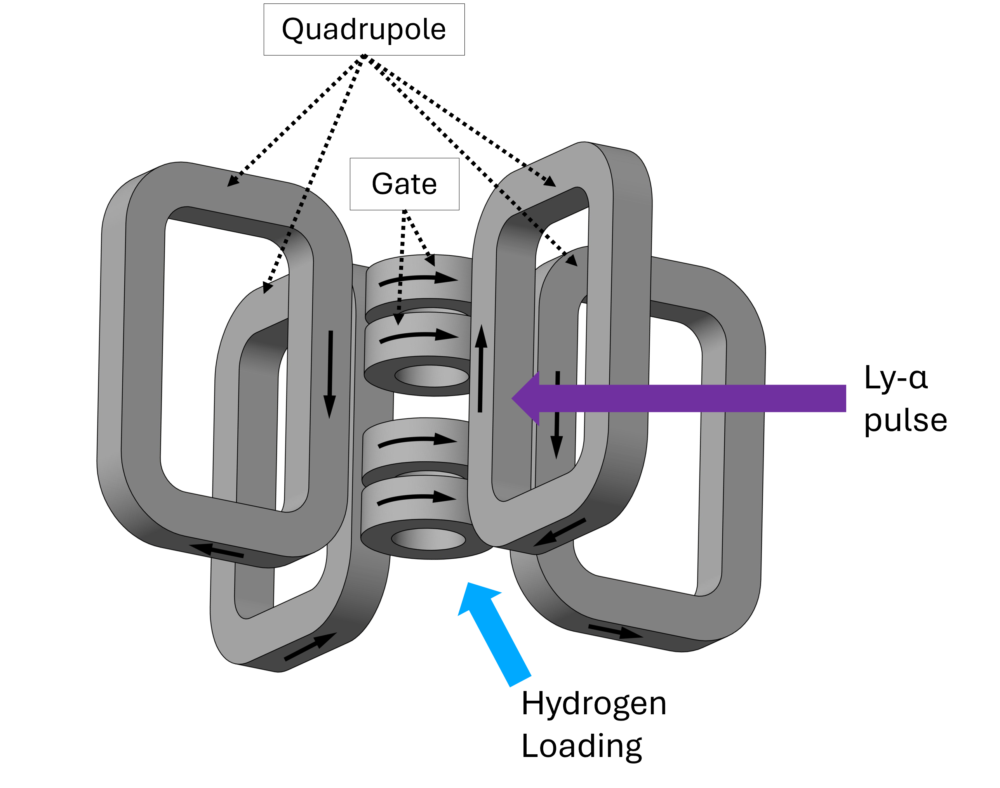 Quadrupole
Gate
Ly-α
pulse
Hydrogen
Loading